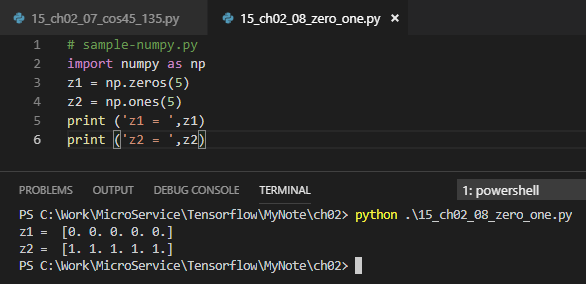 15_ch02_07_cos45_135.py 15_ch02_08_zero_one.py ×
1 # sample-numpy.py
2 import numpy as np
3 z1 = np.zeros(5)
4 z2 = np.ones(5)
5 print ('z1 = ',z1)
6 print ('z2 = ',z2)
PROBLEMS OUTPUT DEBUG CONSOLE TERMINAL 1: powershell
PS C:\Work\MicroService\Tensorflow\MyNote\ch02> python .\15_ch02_08_zero_one.py
z1 =  [0. 0. 0. 0. 0.]
z2 =  [1. 1. 1. 1. 1.]
PS C:\Work\MicroService\Tensorflow\MyNote\ch02>